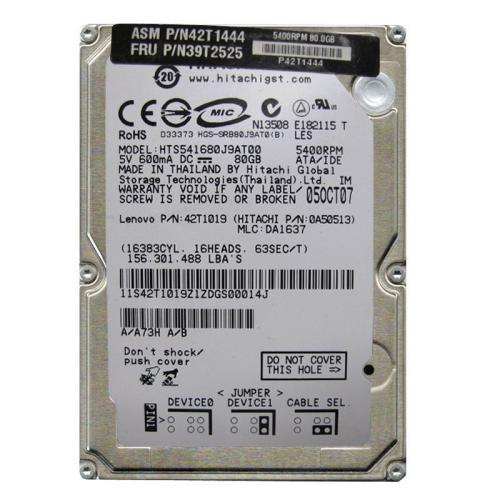 ASM P/N42T1444
FRU P/N39T2525
5400RPM 80.0GB
P42T1444
20
www.hitachigst.com
CE MIC N
N13508 E182115 T
RoHS D33373 HGS-SRB80J9AT0(B) LES
MODEL:HTS541680J9AT00 5400RPM
5V 600mA DC 80GB ATA/IDE
MADE IN THAILAND BY Hitachi Global
Storage Technologies(Thailand)Ltd. IM
WARRANTY VOID IF ANY LABEL/
SCREW IS REMOVED OR BROKEN 050CT07
Lenovo P/N:42T1019 (HITACHI P/N:0A50513)
MLC:DA1637
(16383CYL. 16HEADS. 63SEC/T)
156.301.488 LBA'S
11S42T1019Z1ZDGS00014J
A/A73H A/B
Don't shock/
push cover
DO NOT COVER
THIS HOLE ==>
< JUMPER >
DEVICE0 DEVICE1 CABLE SEL.
PIN1